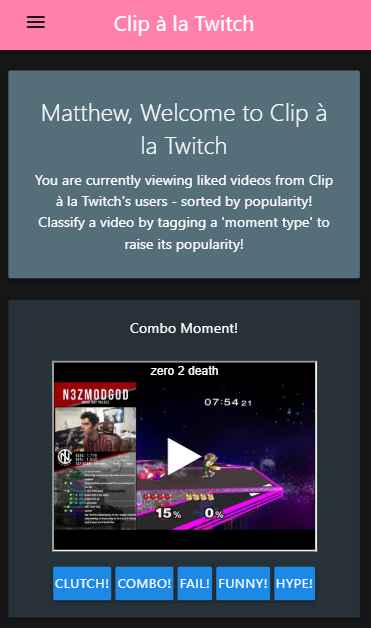 Clip à la Twitch
Matthew, Welcome to Clip à
la Twitch
You are currently viewing liked videos from Clip
à la Twitch's users - sorted by popularity!
Classify a video by tagging a 'moment type' to
raise its popularity!
Combo Moment!
zero 2 death
N3ZMODGOD
07:54 21
15%
0%
CLUTCH!
COMBO!
FAIL!
FUNNY!
HYPE!